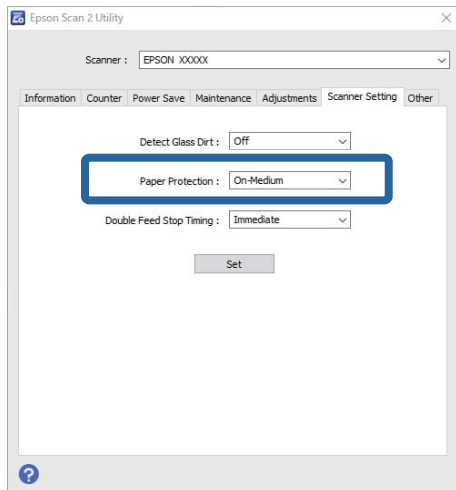 Epson Scan 2 Utility
Scanner : EPSON XXXXX
Information Counter Power Save Maintenance Adjustments Scanner Setting Other
Detect Glass Dirt : Off
Paper Protection : On-Medium
Double Feed Stop Timing : Immediate
Set
?